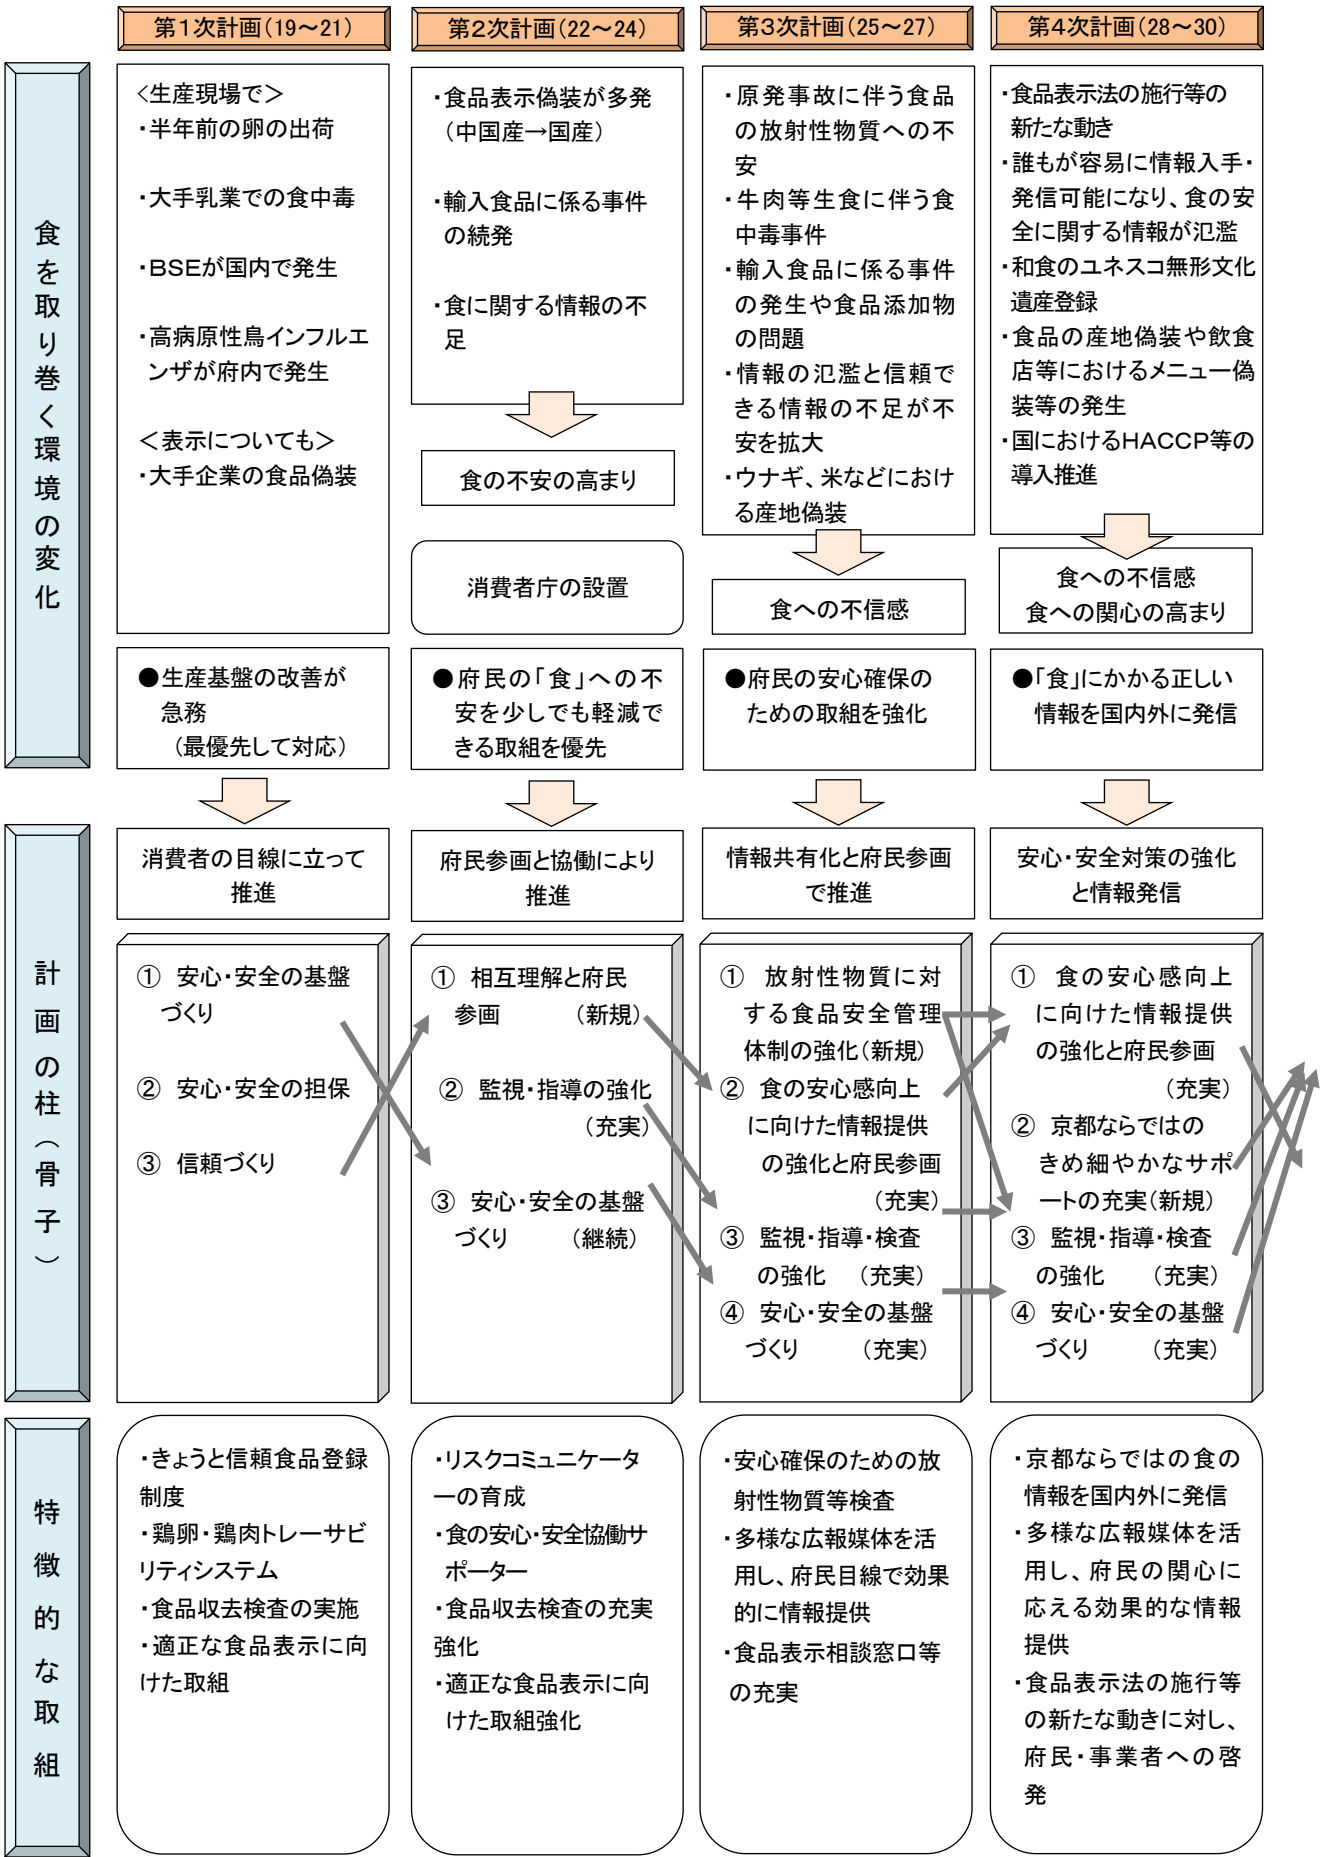 第1次計画(19～21)
第2次計画(22～24)
第3次計画(25～27)
第4次計画(28～30)
食を取り巻く環境の変化
＜生産現場で＞
・半年前の卵の出荷
・大手乳業での食中毒
・BSEが国内で発生
・高病原性鳥インフルエ
ンザが府内で発生
＜表示についても＞
・大手企業の食品偽装
・食品表示偽装が多発
（中国産→国産）
・輸入食品に係る事件
の続発
・食に関する情報の不
足
食の不安の高まり
消費者庁の設置
・原発事故に伴う食品
の放射性物質への不
安
・牛肉等生食に伴う食
中毒事件
・輸入食品に係る事件
の発生や食品添加物
の問題
・情報の氾濫と信頼で
きる情報の不足が不
安を拡大
・ウナギ、米などにおけ
る産地偽装
食への不信感
・食品表示法の施行等の
新たな動き
・誰もが容易に情報入手・
発信可能になり、食の安
全に関する情報が氾濫
・和食のユネスコ無形文化
遺産登録
・食品の産地偽装や飲食
店等におけるメニュー偽
装等の発生
・国におけるHACCP等の
導入推進
食への不信感
食への関心の高まり
●生産基盤の改善が
急務
（最優先して対応）
●府民の「食」への不
安を少しでも軽減で
きる取組を優先
●府民の安心確保の
ための取組を強化
●「食」にかかる正しい
情報を国内外に発信
計画の柱（骨子）
消費者の目線に立って
推進
府民参画と協働により
推進
情報共有化と府民参画
で推進
安心・安全対策の強化
と情報発信
① 安心・安全の基盤
づくり
② 安心・安全の担保
③ 信頼づくり
① 相互理解と府民
参画 （新規）
② 監視・指導の強化
（充実）
③ 安心・安全の基盤
づくり （継続）
① 放射性物質に対
する食品安全管理
体制の強化（新規）
② 食の安心感向上
に向けた情報提供
の強化と府民参画
（充実）
③ 監視・指導・検査
の強化 （充実）
④ 安心・安全の基盤
づくり （充実）
① 食の安心感向上
に向けた情報提供
の強化と府民参画
（充実）
② 京都ならではの
きめ細やかなサポ
ートの充実（新規）
③ 監視・指導・検査
の強化 （充実）
④ 安心・安全の基盤
づくり （充実）
特徴的な取組
・きょうと信頼食品登録
制度
・鶏卵・鶏肉トレーサビ
リティシステム
・食品収去検査の実施
・適正な食品表示に向
けた取組
・リスクコミュニケータ
ーの育成
・食の安心・安全協働サ
ポーター
・食品収去検査の充実
強化
・適正な食品表示に向
けた取組強化
・安心確保のための放
射性物質等検査
・多様な広報媒体を活
用し、府民目線で効果
的に情報提供
・食品表示相談窓口等
の充実
・京都ならではの食の
情報を国内外に発信
・多様な広報媒体を活
用し、府民の関心に
応える効果的な情報
提供
・食品表示法の施行等
の新たな動きに対し、
府民・事業者への啓
発